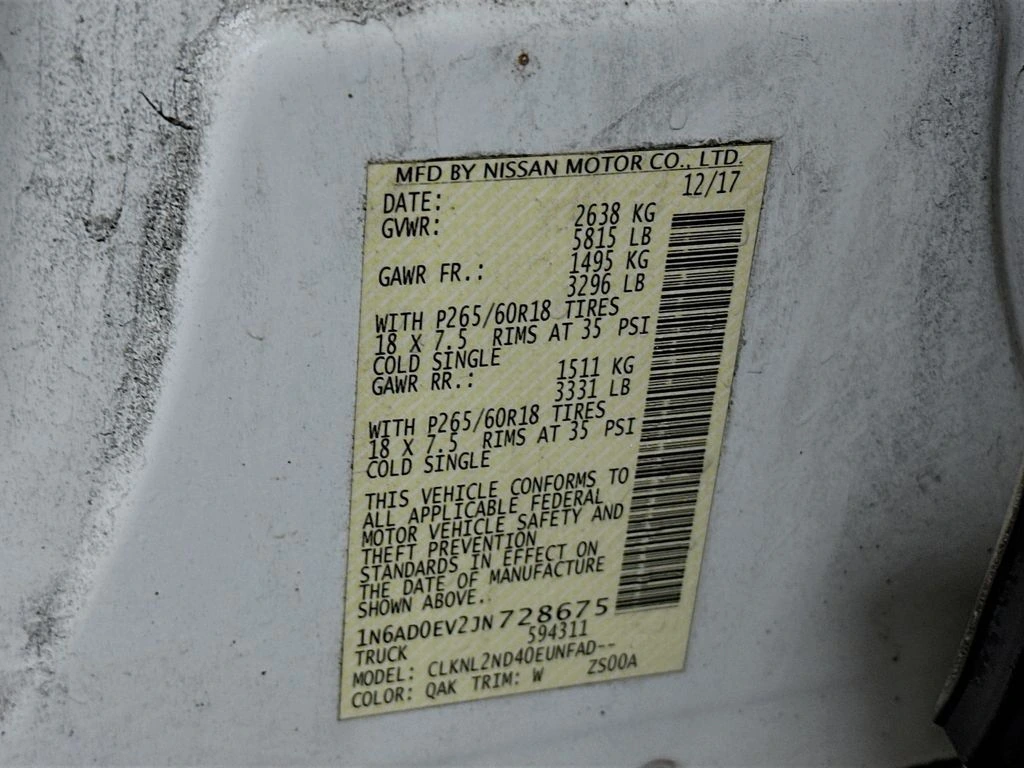 MFD BY NISSAN MOTOR CO., LTD.
DATE: 12/17
GVWR: 2638 KG
5815 LB
GAWR FR.: 1495 KG
3296 LB
WITH P265/60R18 TIRES
18 X 7.5 RIMS AT 35 PSI
COLD SINGLE
GAWR RR.: 1511 KG
3331 LB
WITH P265/60R18 TIRES
18 X 7.5 RIMS AT 35 PSI
COLD SINGLE
THIS VEHICLE CONFORMS TO
ALL APPLICABLE FEDERAL
MOTOR VEHICLE SAFETY AND
THEFT PREVENTION
STANDARDS IN EFFECT ON
THE DATE OF MANUFACTURE
SHOWN ABOVE.
1N6AD0EV2JN728675
TRUCK 594311
MODEL: CLKNL2ND40EUNFAD--
COLOR: QAK TRIM: W ZS00A